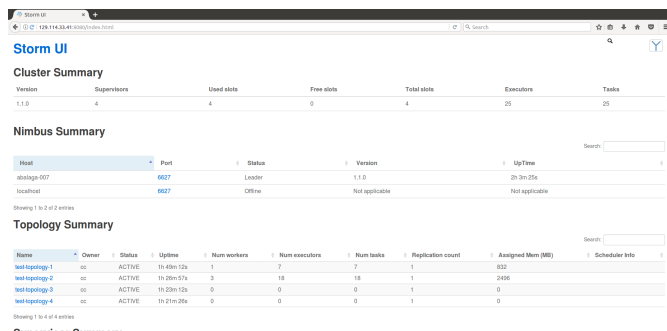 Storm UI
129.114.33.41:8080/index.html
Search
Storm UI
Cluster Summary
Version Supervisors Used slots Free slots Total slots Executors Tasks
1.1.0 4 4 0 4 25 25
Nimbus Summary
Search:
Host Port Status Version UpTime
abalaga-007 6627 Leader 1.1.0 2h 3m 25s
localhost 6627 Offline Not applicable Not applicable
Showing 1 to 2 of 2 entries
Topology Summary
Search:
Name Owner Status Uptime Num workers Num executors Num tasks Replication count Assigned Mem (MB) Scheduler Info
test-topology-1 cc ACTIVE 1h 49m 12s 1 7 7 1 832
test-topology-2 cc ACTIVE 1h 26m 57s 3 18 18 1 2496
test-topology-3 cc ACTIVE 1h 23m 12s 0 0 0 1 0
test-topology-4 cc ACTIVE 1h 21m 26s 0 0 0 1 0
Showing 1 to 4 of 4 entries